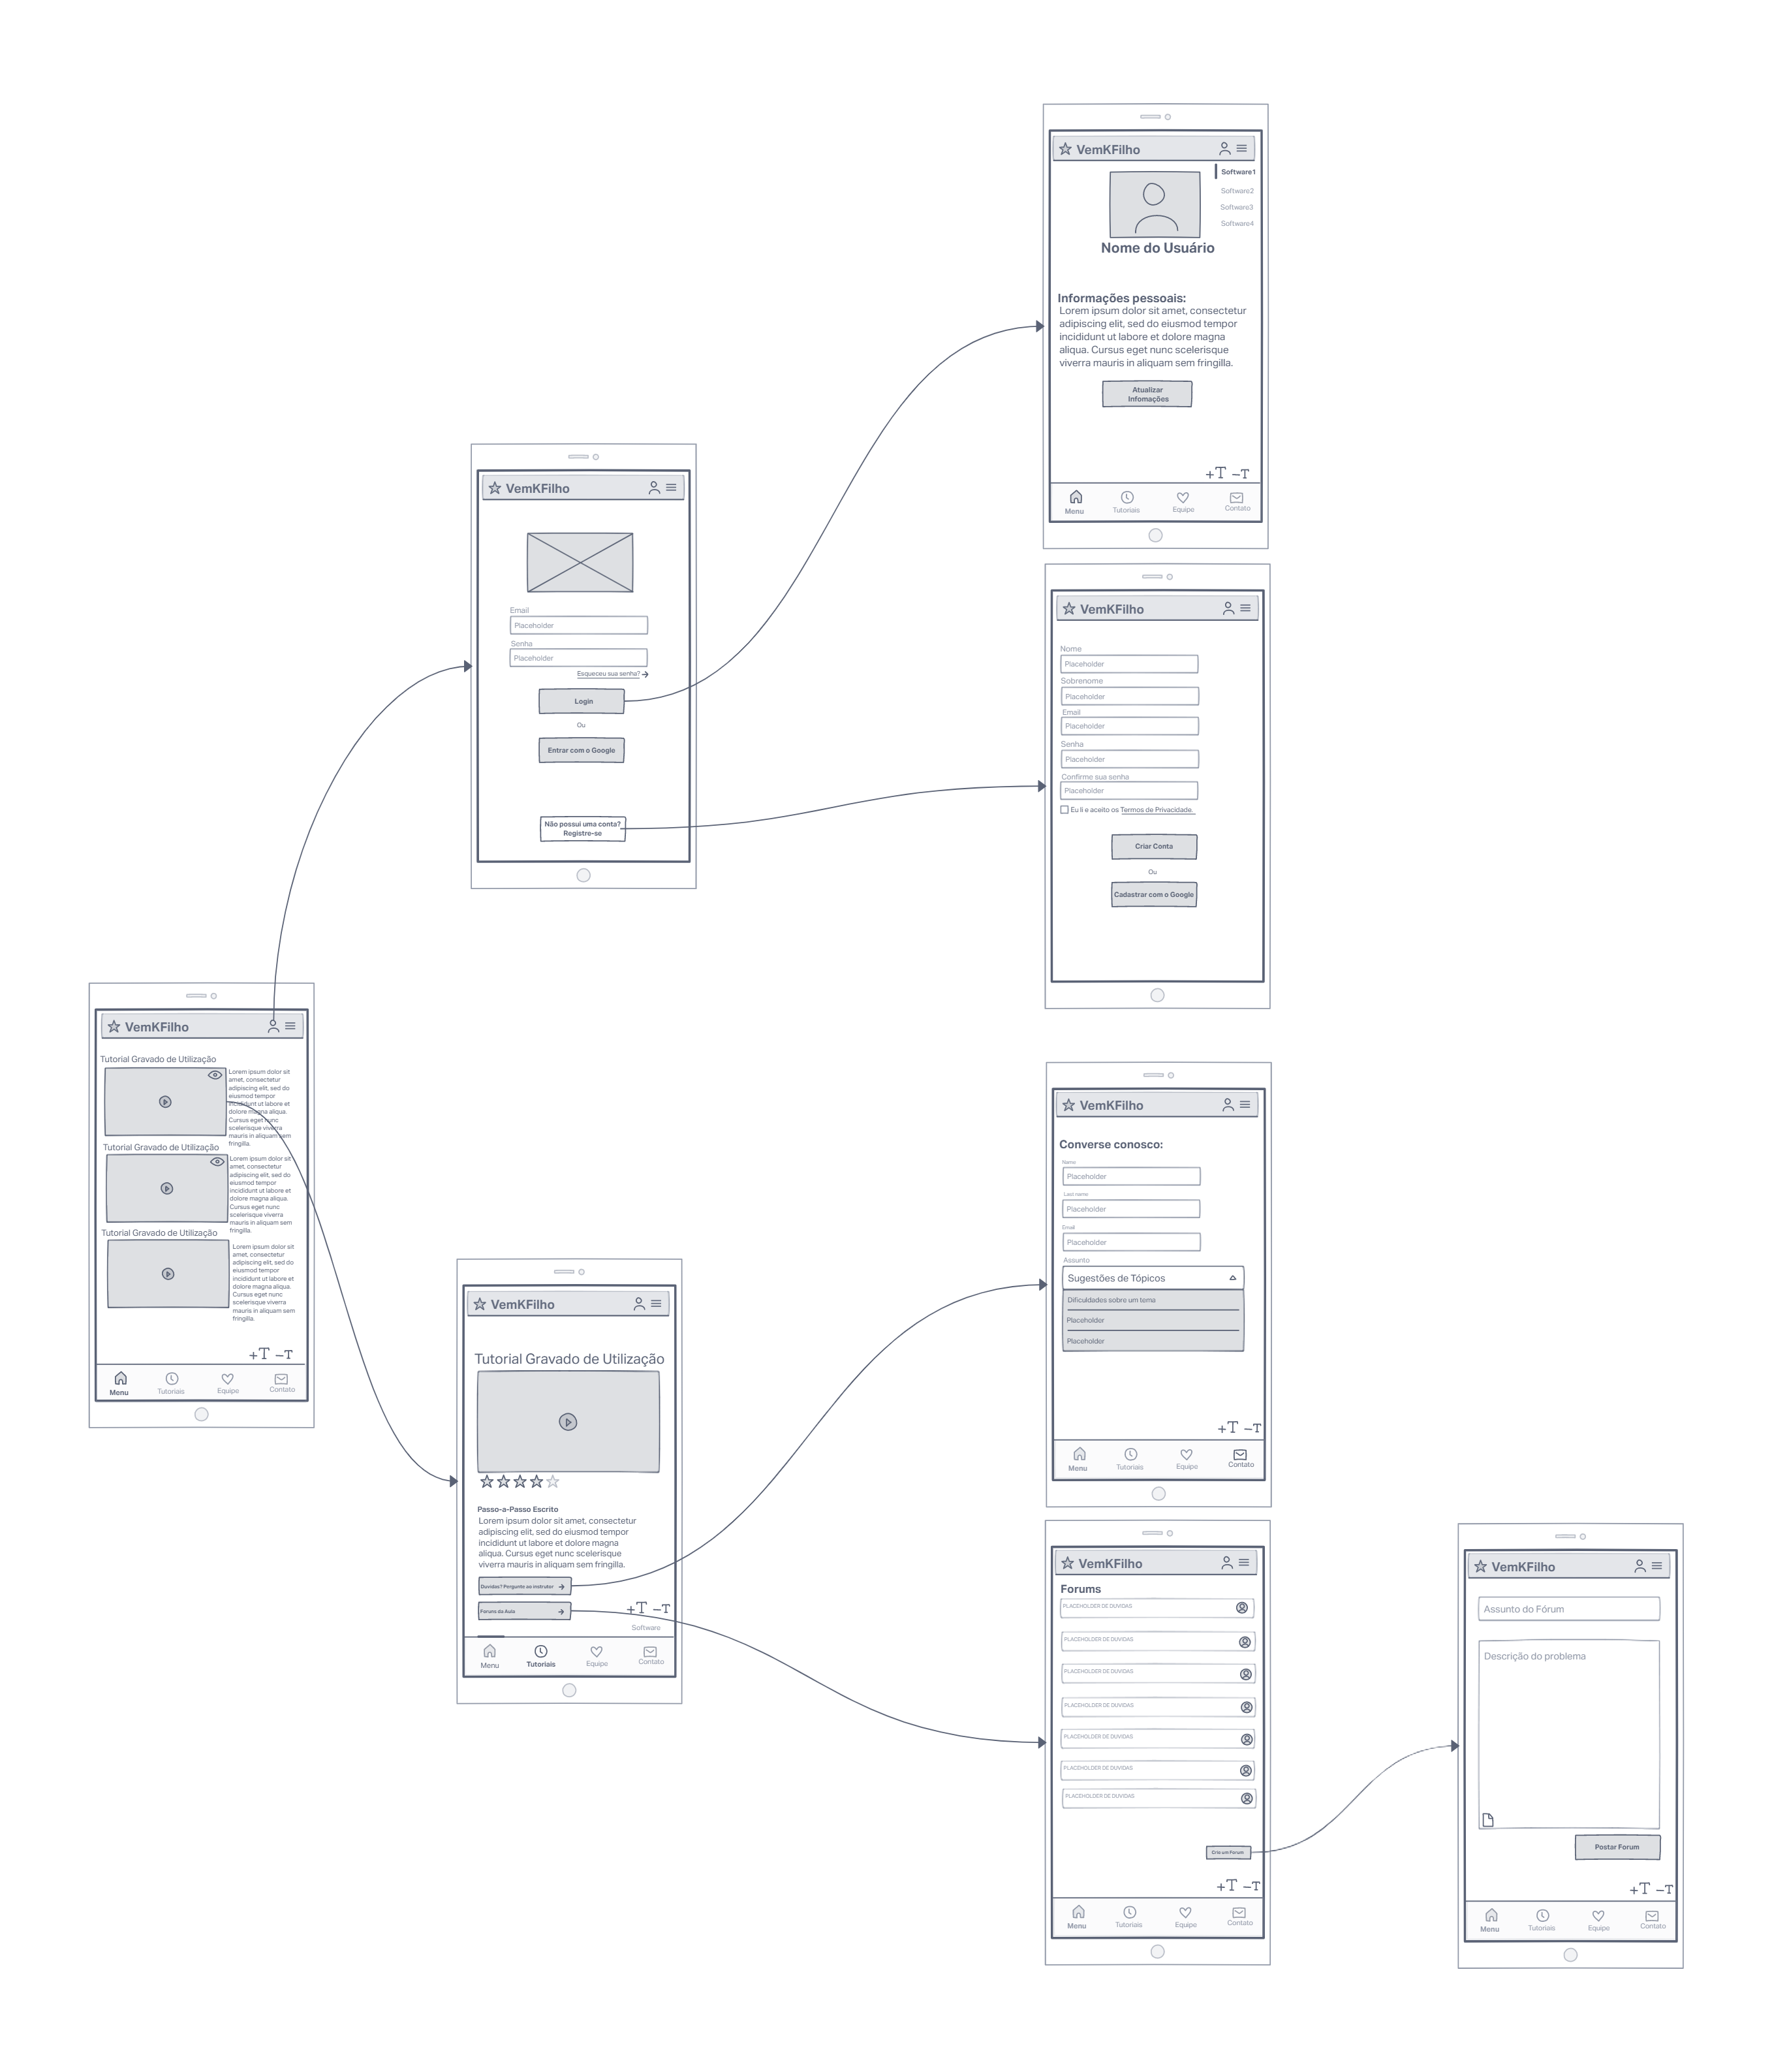 VemKFilho
Software1
Software2
Software3
Software4
Nome do Usuário
Informações pessoais:
Lorem ipsum dolor sit amet, consectetur
adipiscing elit, sed do eiusmod tempor
incididunt ut labore et dolore magna
aliqua. Cursus eget nunc scelerisque
viverra mauris in aliquam sem fringilla.
Atualizar
Infomações
+T −T
Menu Tutoriais Equipe Contato
VemKFilho
Email
Placeholder
Senha
Placeholder
Esqueceu sua senha?
Login
Ou
Entrar com o Google
Não possui uma conta?
Registre-se
VemKFilho
Nome
Placeholder
Sobrenome
Placeholder
Email
Placeholder
Senha
Placeholder
Confirme sua senha
Placeholder
Eu li e aceito os Termos de Privacidade.
Criar Conta
Ou
Cadastrar com o Google
VemKFilho
Tutorial Gravado de Utilização
Lorem ipsum dolor sit
amet, consectetur
adipiscing elit, sed do
eiusmod tempor
incididunt ut labore et
dolore magna aliqua.
Cursus eget nunc
scelerisque viverra
mauris in aliquam sem
fringilla.
Tutorial Gravado de Utilização
Lorem ipsum dolor sit
amet, consectetur
adipiscing elit, sed do
eiusmod tempor
incididunt ut labore et
dolore magna aliqua.
Cursus eget nunc
scelerisque viverra
mauris in aliquam sem
fringilla.
Tutorial Gravado de Utilização
Lorem ipsum dolor sit
amet, consectetur
adipiscing elit, sed do
eiusmod tempor
incididunt ut labore et
dolore magna aliqua.
Cursus eget nunc
scelerisque viverra
mauris in aliquam sem
fringilla.
+T −T
Menu Tutoriais Equipe Contato
VemKFilho
Tutorial Gravado de Utilização
Passo-a-Passo Escrito
Lorem ipsum dolor sit amet, consectetur
adipiscing elit, sed do eiusmod tempor
incididunt ut labore et dolore magna
aliqua. Cursus eget nunc scelerisque
viverra mauris in aliquam sem fringilla.
Duvidas? Pergunte ao instrutor
Foruns da Aula
+T −T
Software
Menu Tutoriais Equipe Contato
VemKFilho
Converse conosco:
Name
Placeholder
Last name
Placeholder
Email
Placeholder
Assunto
Sugestões de Tópicos
Dificuldades sobre um tema
Placeholder
Placeholder
+T −T
Menu Tutoriais Equipe Contato
VemKFilho
Forums
PLACEHOLDER DE DUVIDAS
PLACEHOLDER DE DUVIDAS
PLACEHOLDER DE DUVIDAS
PLACEHOLDER DE DUVIDAS
PLACEHOLDER DE DUVIDAS
PLACEHOLDER DE DUVIDAS
PLACEHOLDER DE DUVIDAS
Crie um Forum
+T −T
Menu Tutoriais Equipe Contato
VemKFilho
Assunto do Fórum
Descrição do problema
Postar Forum
+T −T
Menu Tutoriais Equipe Contato